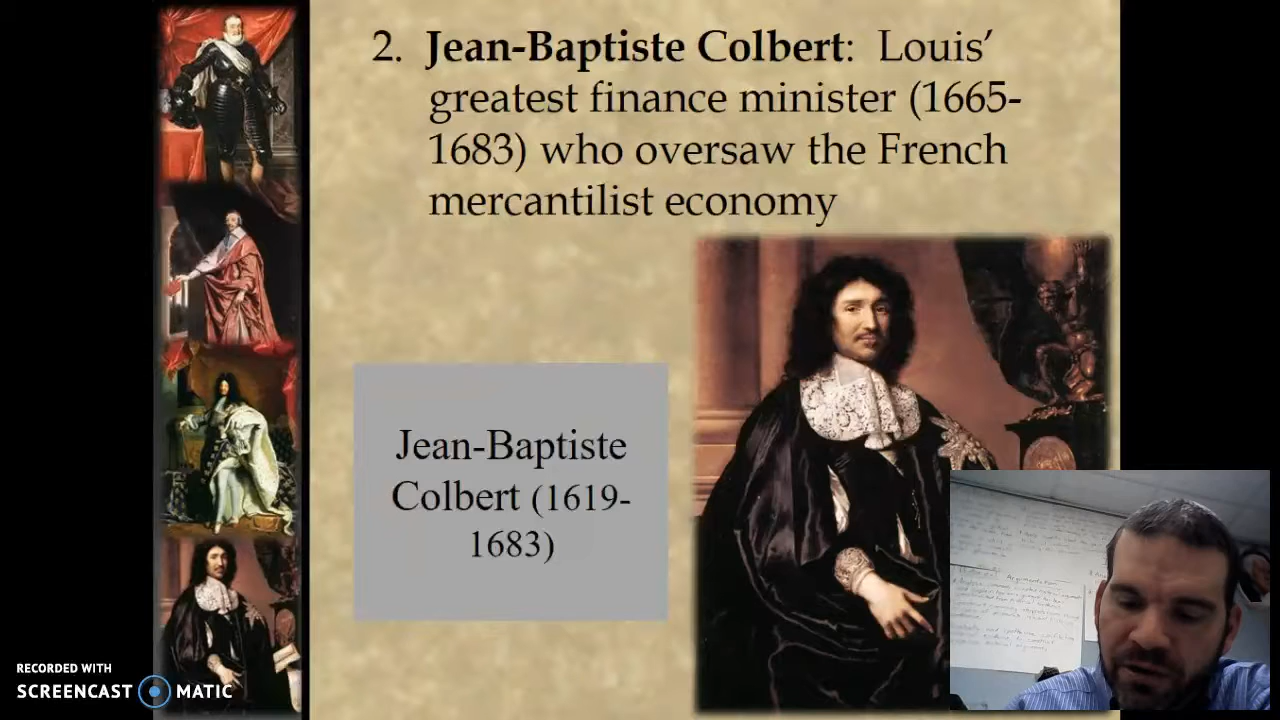 2. Jean-Baptiste Colbert: Louis’
greatest finance minister (1665-
1683) who oversaw the French
mercantilist economy
Jean-Baptiste
Colbert (1619-
1683)
Argumentation
RECORDED WITH
SCREENCAST MATIC